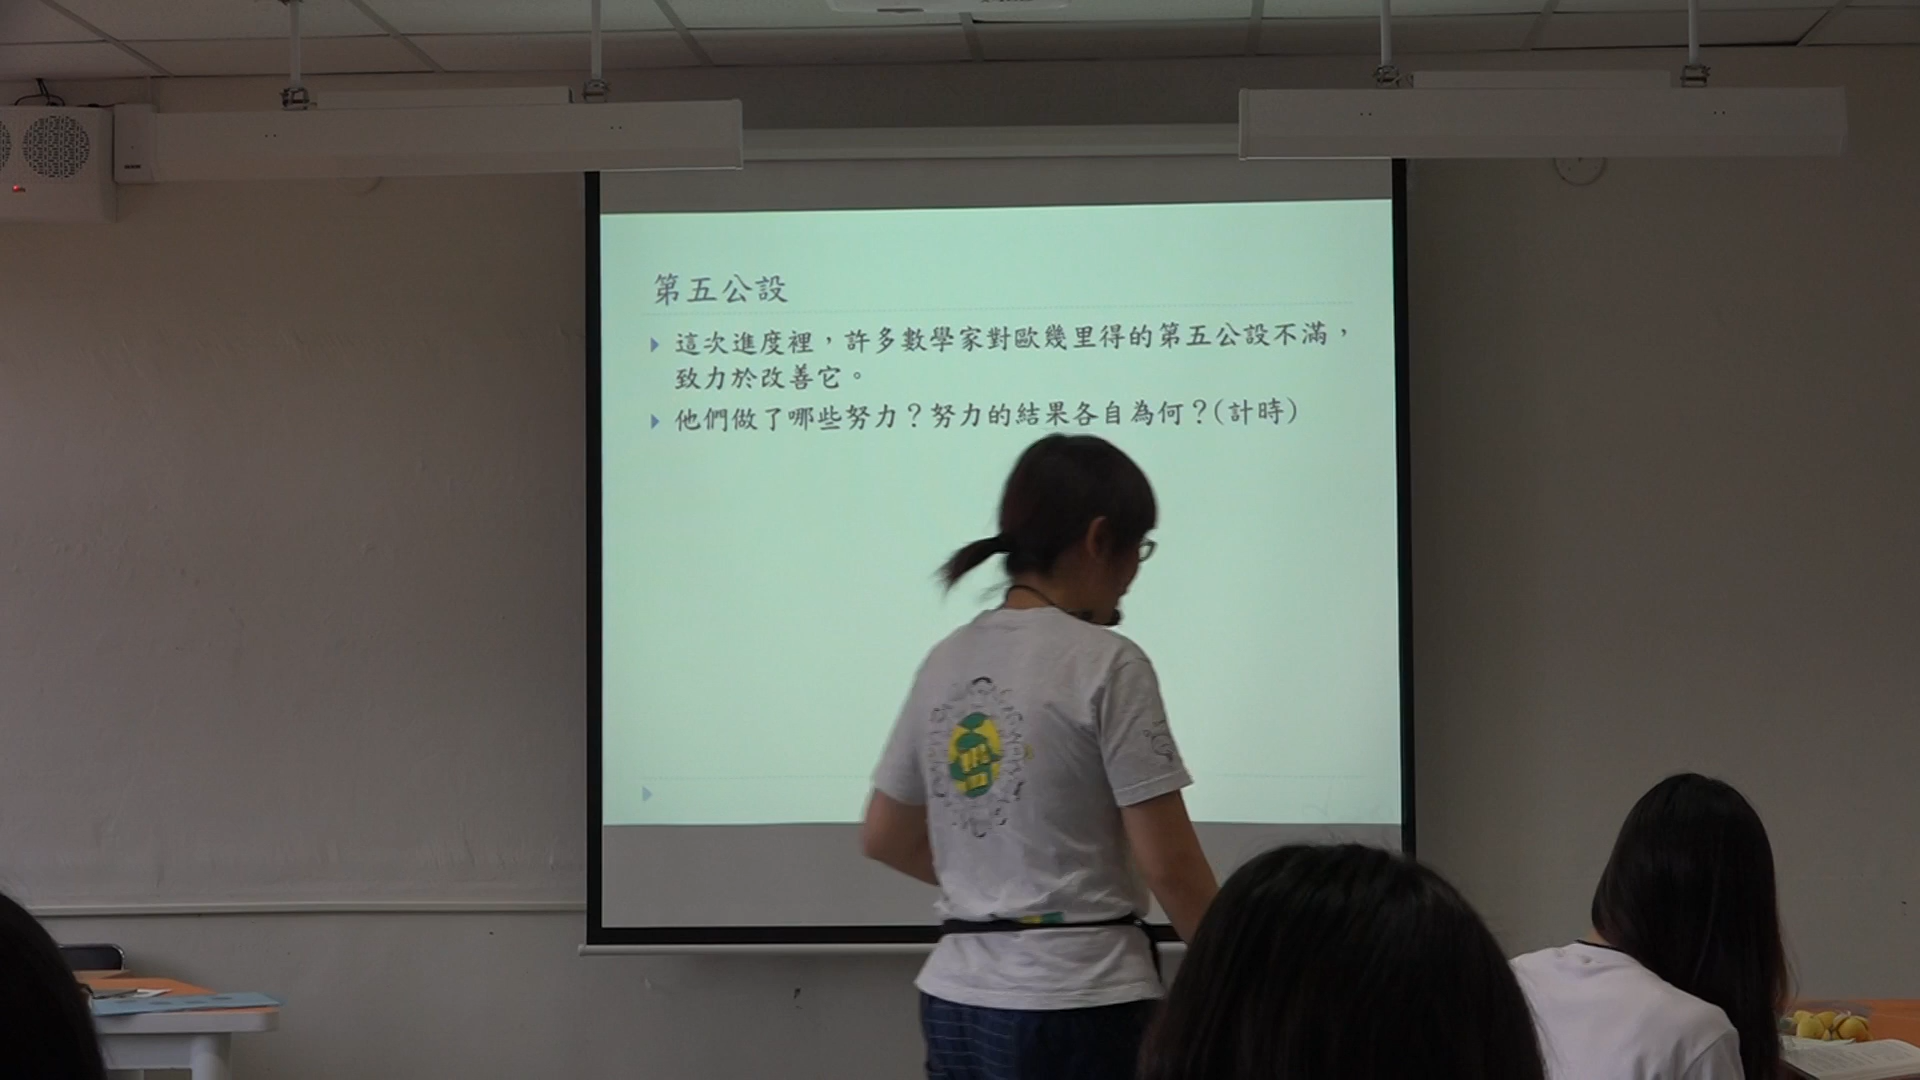 第五公設
這次進度裡，許多數學家對歐幾里得的第五公設不滿，
致力於改善它。
他們做了哪些努力？努力的結果各自為何？(計時)